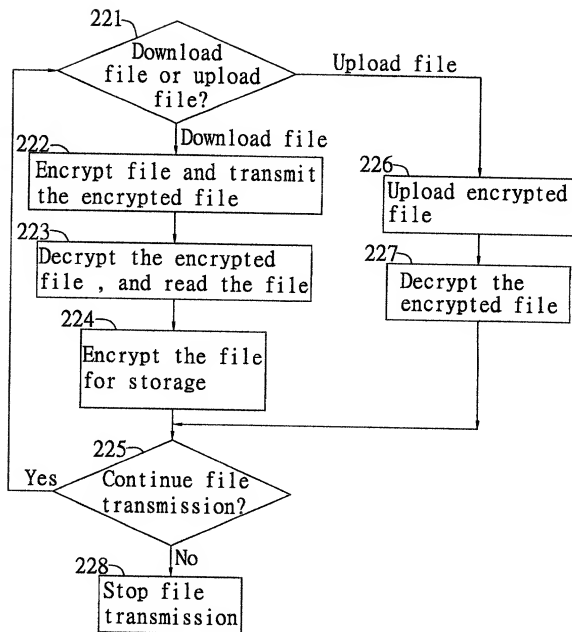 221
Download
file or upload
file?
Upload file
Download file
222
Encrypt file and transmit
the encrypted file
226
Upload encrypted
file
223
Decrypt the encrypted
file , and read the file
227
Decrypt the
encrypted file
224
Encrypt the file
for storage
225
Yes
Continue file
transmission?
No
228
Stop file
transmission